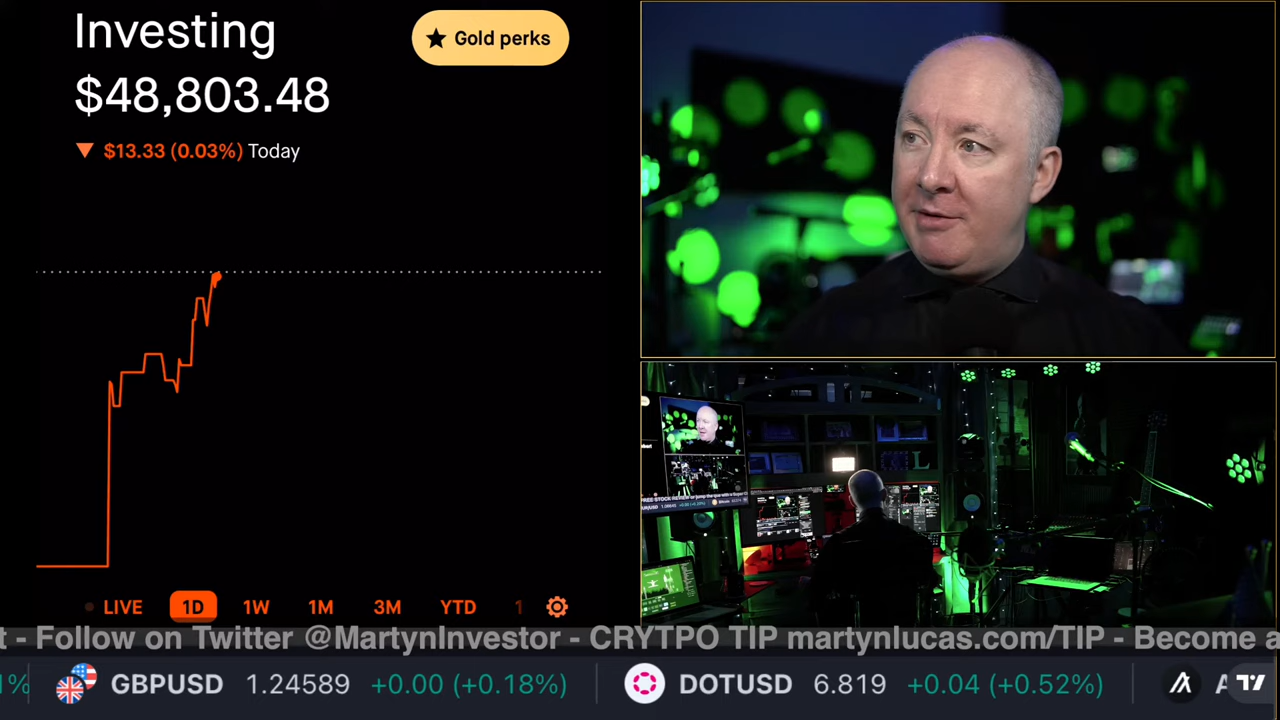 Investing
Gold perks
$48,803.48
$13.33 (0.03%) Today
LIVE 1D 1W 1M 3M YTD 1
t - Follow on Twitter @MartynInvestor - CRYTPO TIP martynlucas.com/TIP - Become a
1% GBPUSD 1.24589 +0.00 (+0.18%) DOTUSD 6.819 +0.04 (+0.52%) A